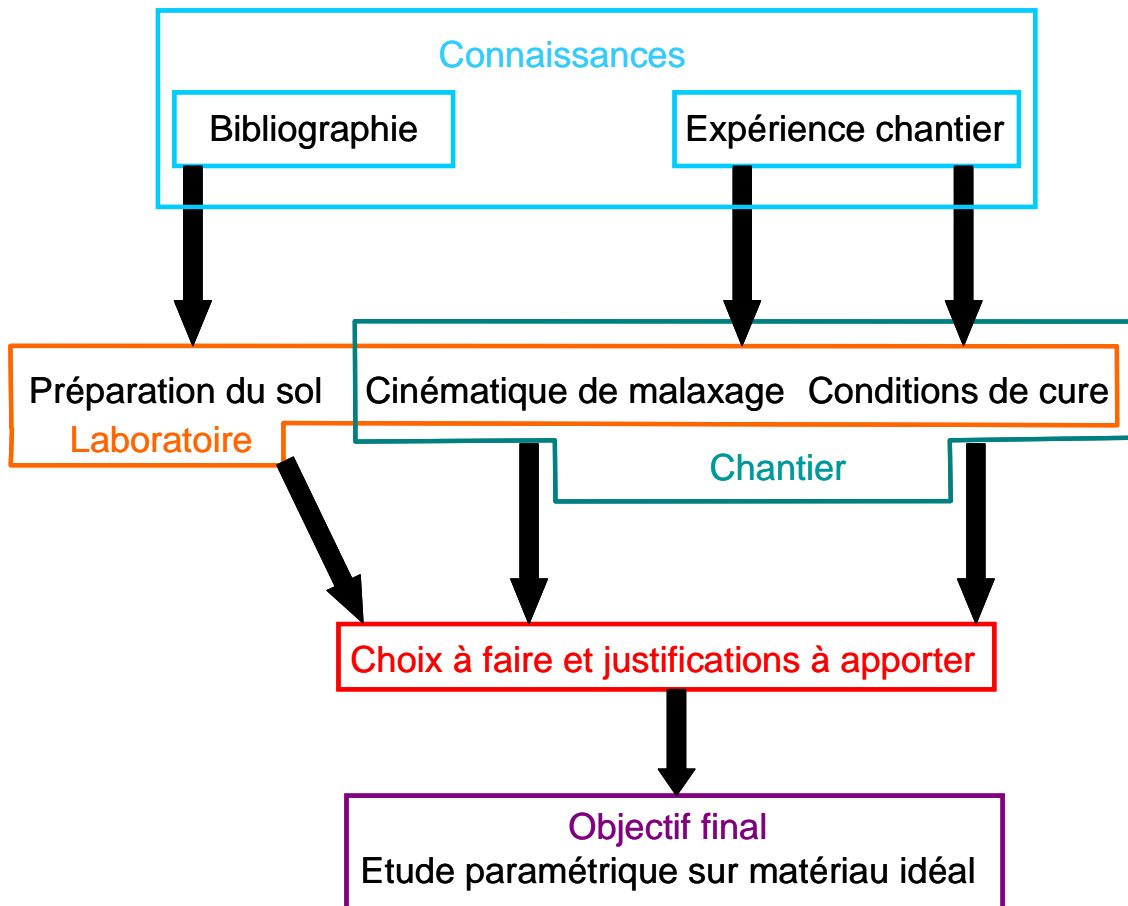 Connaissances
Bibliographie
Expérience chantier
Préparation du sol
Cinématique de malaxage
Conditions de cure
Laboratoire
Chantier
Choix à faire et justifications à apporter
Objectif final
Etude paramétrique sur matériau idéal